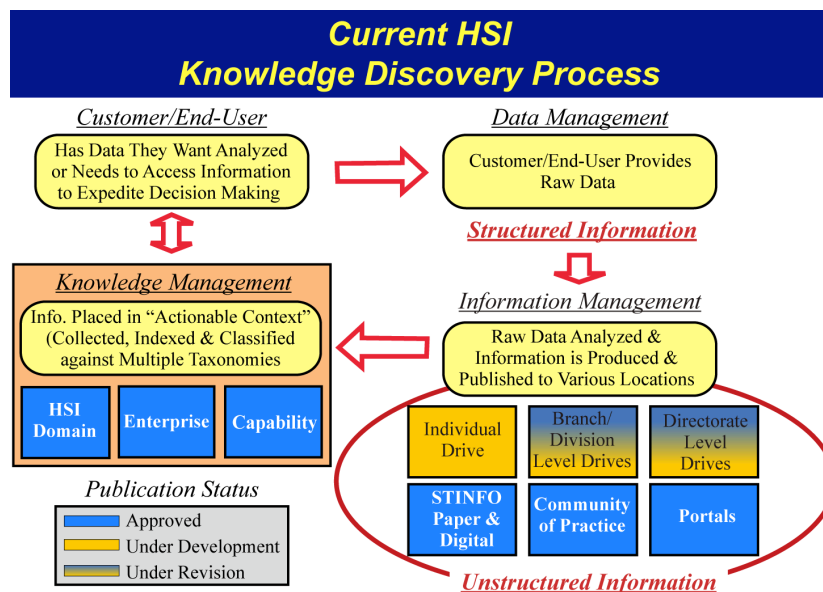 Current HSI
Knowledge Discovery Process
Customer/End-User
Has Data They Want Analyzed
or Needs to Access Information
to Expedite Decision Making
Data Management
Customer/End-User Provides
Raw Data
Structured Information
Knowledge Management
Info. Placed in “Actionable Context”
(Collected, Indexed & Classified
against Multiple Taxonomies
HSI
Domain
Enterprise
Capability
Information Management
Raw Data Analyzed &
Information is Produced &
Published to Various Locations
Individual
Drive
Branch/
Division
Level Drives
Directorate
Level
Drives
STINFO
Paper &
Digital
Community
of Practice
Portals
Unstructured Information
Publication Status
Approved
Under Development
Under Revision